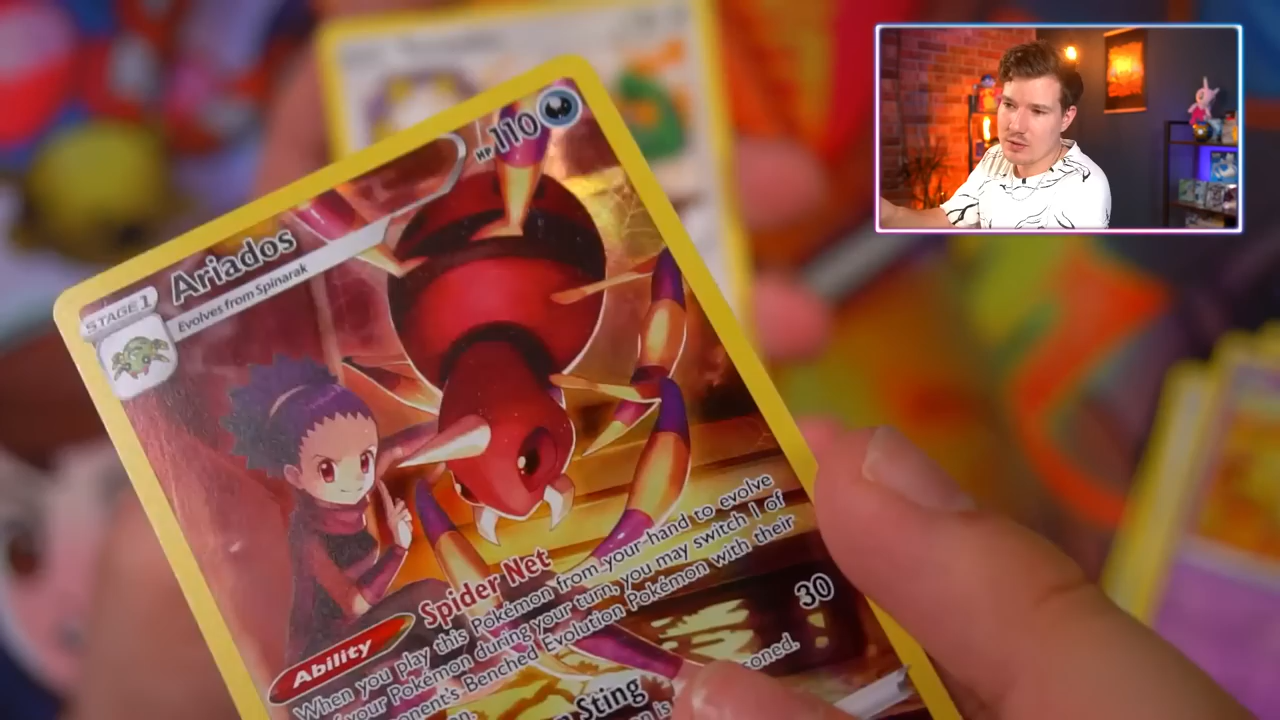 HP 110
Ariados
STAGE 1
Evolves from Spinarak
Ability Spider Net
When you play this Pokémon from your hand to evolve
your Pokémon during your turn, you may switch 1 of
Benched Evolution Pokémon with their
30
Sting
is